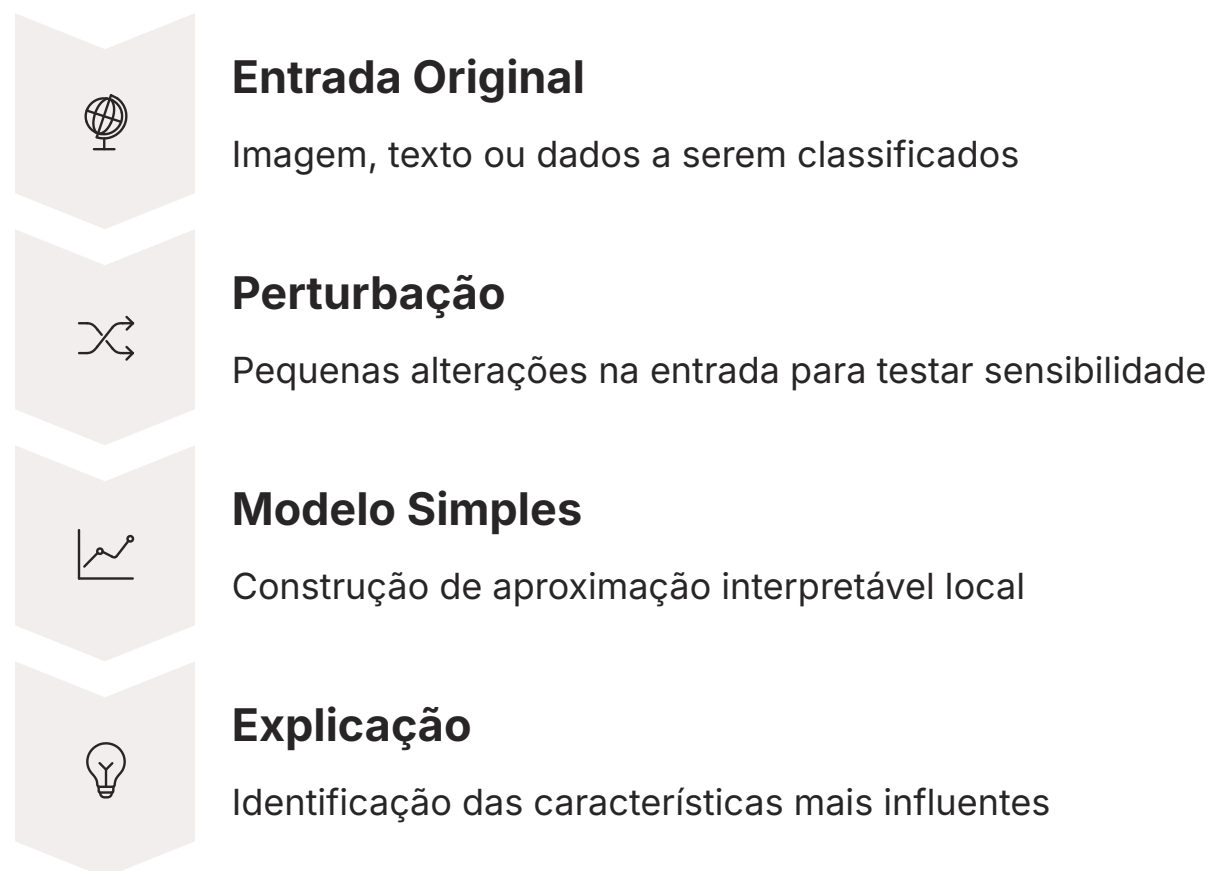 Entrada Original
Imagem, texto ou dados a serem classificados
Perturbação
Pequenas alterações na entrada para testar sensibilidade
Modelo Simples
Construção de aproximação interpretável local
Explicação
Identificação das características mais influentes